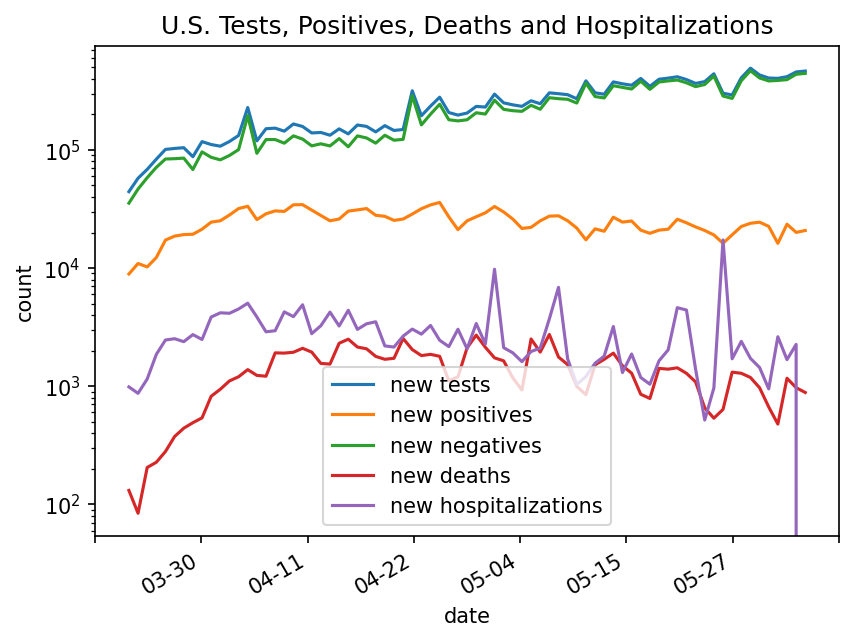 U.S. Tests, Positives, Deaths and Hospitalizations
count
10^5
10^4
10^3
10^2
new tests
new positives
new negatives
new deaths
new hospitalizations
03-30
04-11
04-22
05-04
05-15
05-27
date